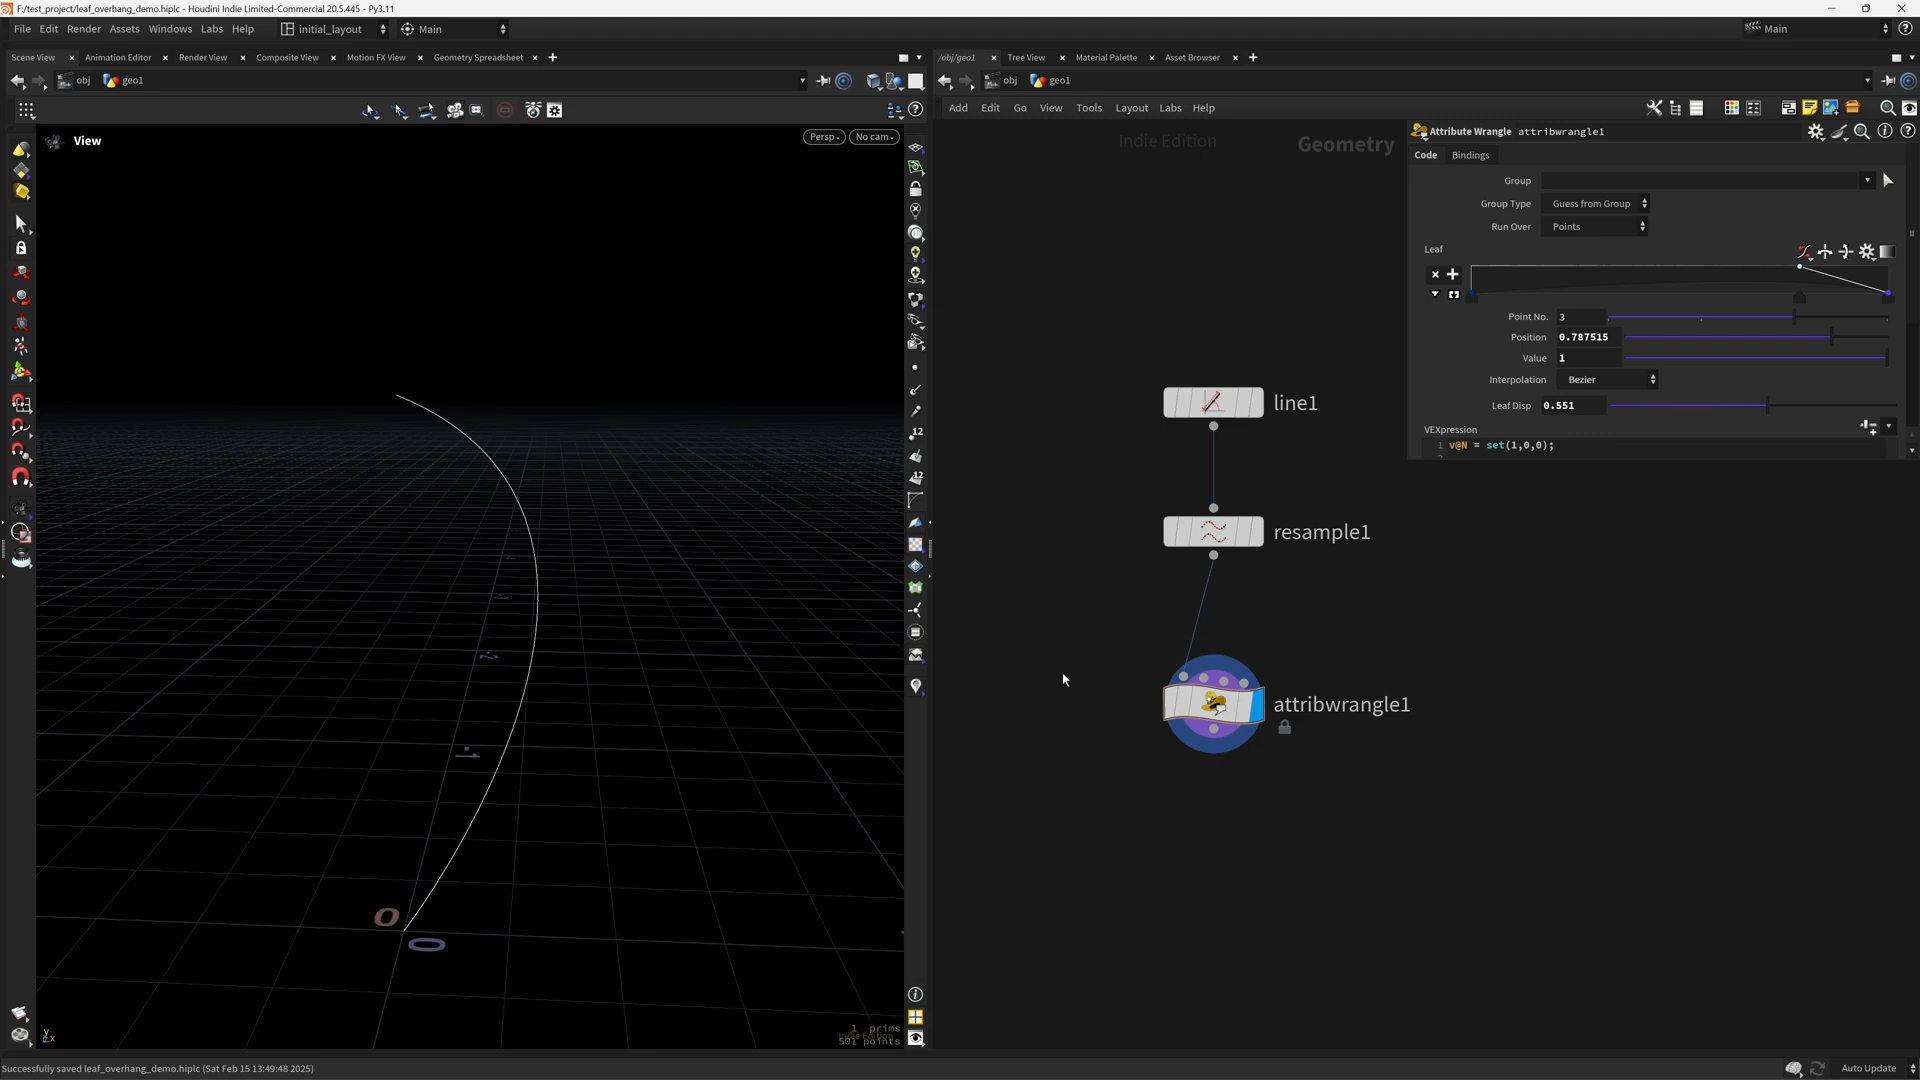 F:/test_project/leaf_overhang_demo.hiplc - Houdini Indie Limited-Commercial 20.5.445 - Py3.11
File Edit Render Assets Windows Labs Help initial_layout Main Main
Scene View Animation Editor Render View Composite View Motion FX View Geometry Spreadsheet
obj geo1
View
Persp No cam
12
12
0
0
1
2
1 prims
Indie Edition
501 points
/obj/geo1 Tree View Material Palette Asset Browser
obj geo1
Add Edit Go View Tools Layout Labs Help
Indie Edition Geometry
line1
resample1
attribwrangle1
Attribute Wrangle attribwrangle1
Code Bindings
Group
Group Type Guess from Group
Run Over Points
Leaf
Point No. 3
Position 0.787515
Value 1
Interpolation Bezier
Leaf Disp 0.551
VEXpression
1 v@N = set(1,0,0);
Successfully saved leaf_overhang_demo.hiplc (Sat Feb 15 13:49:48 2025)
Auto Update